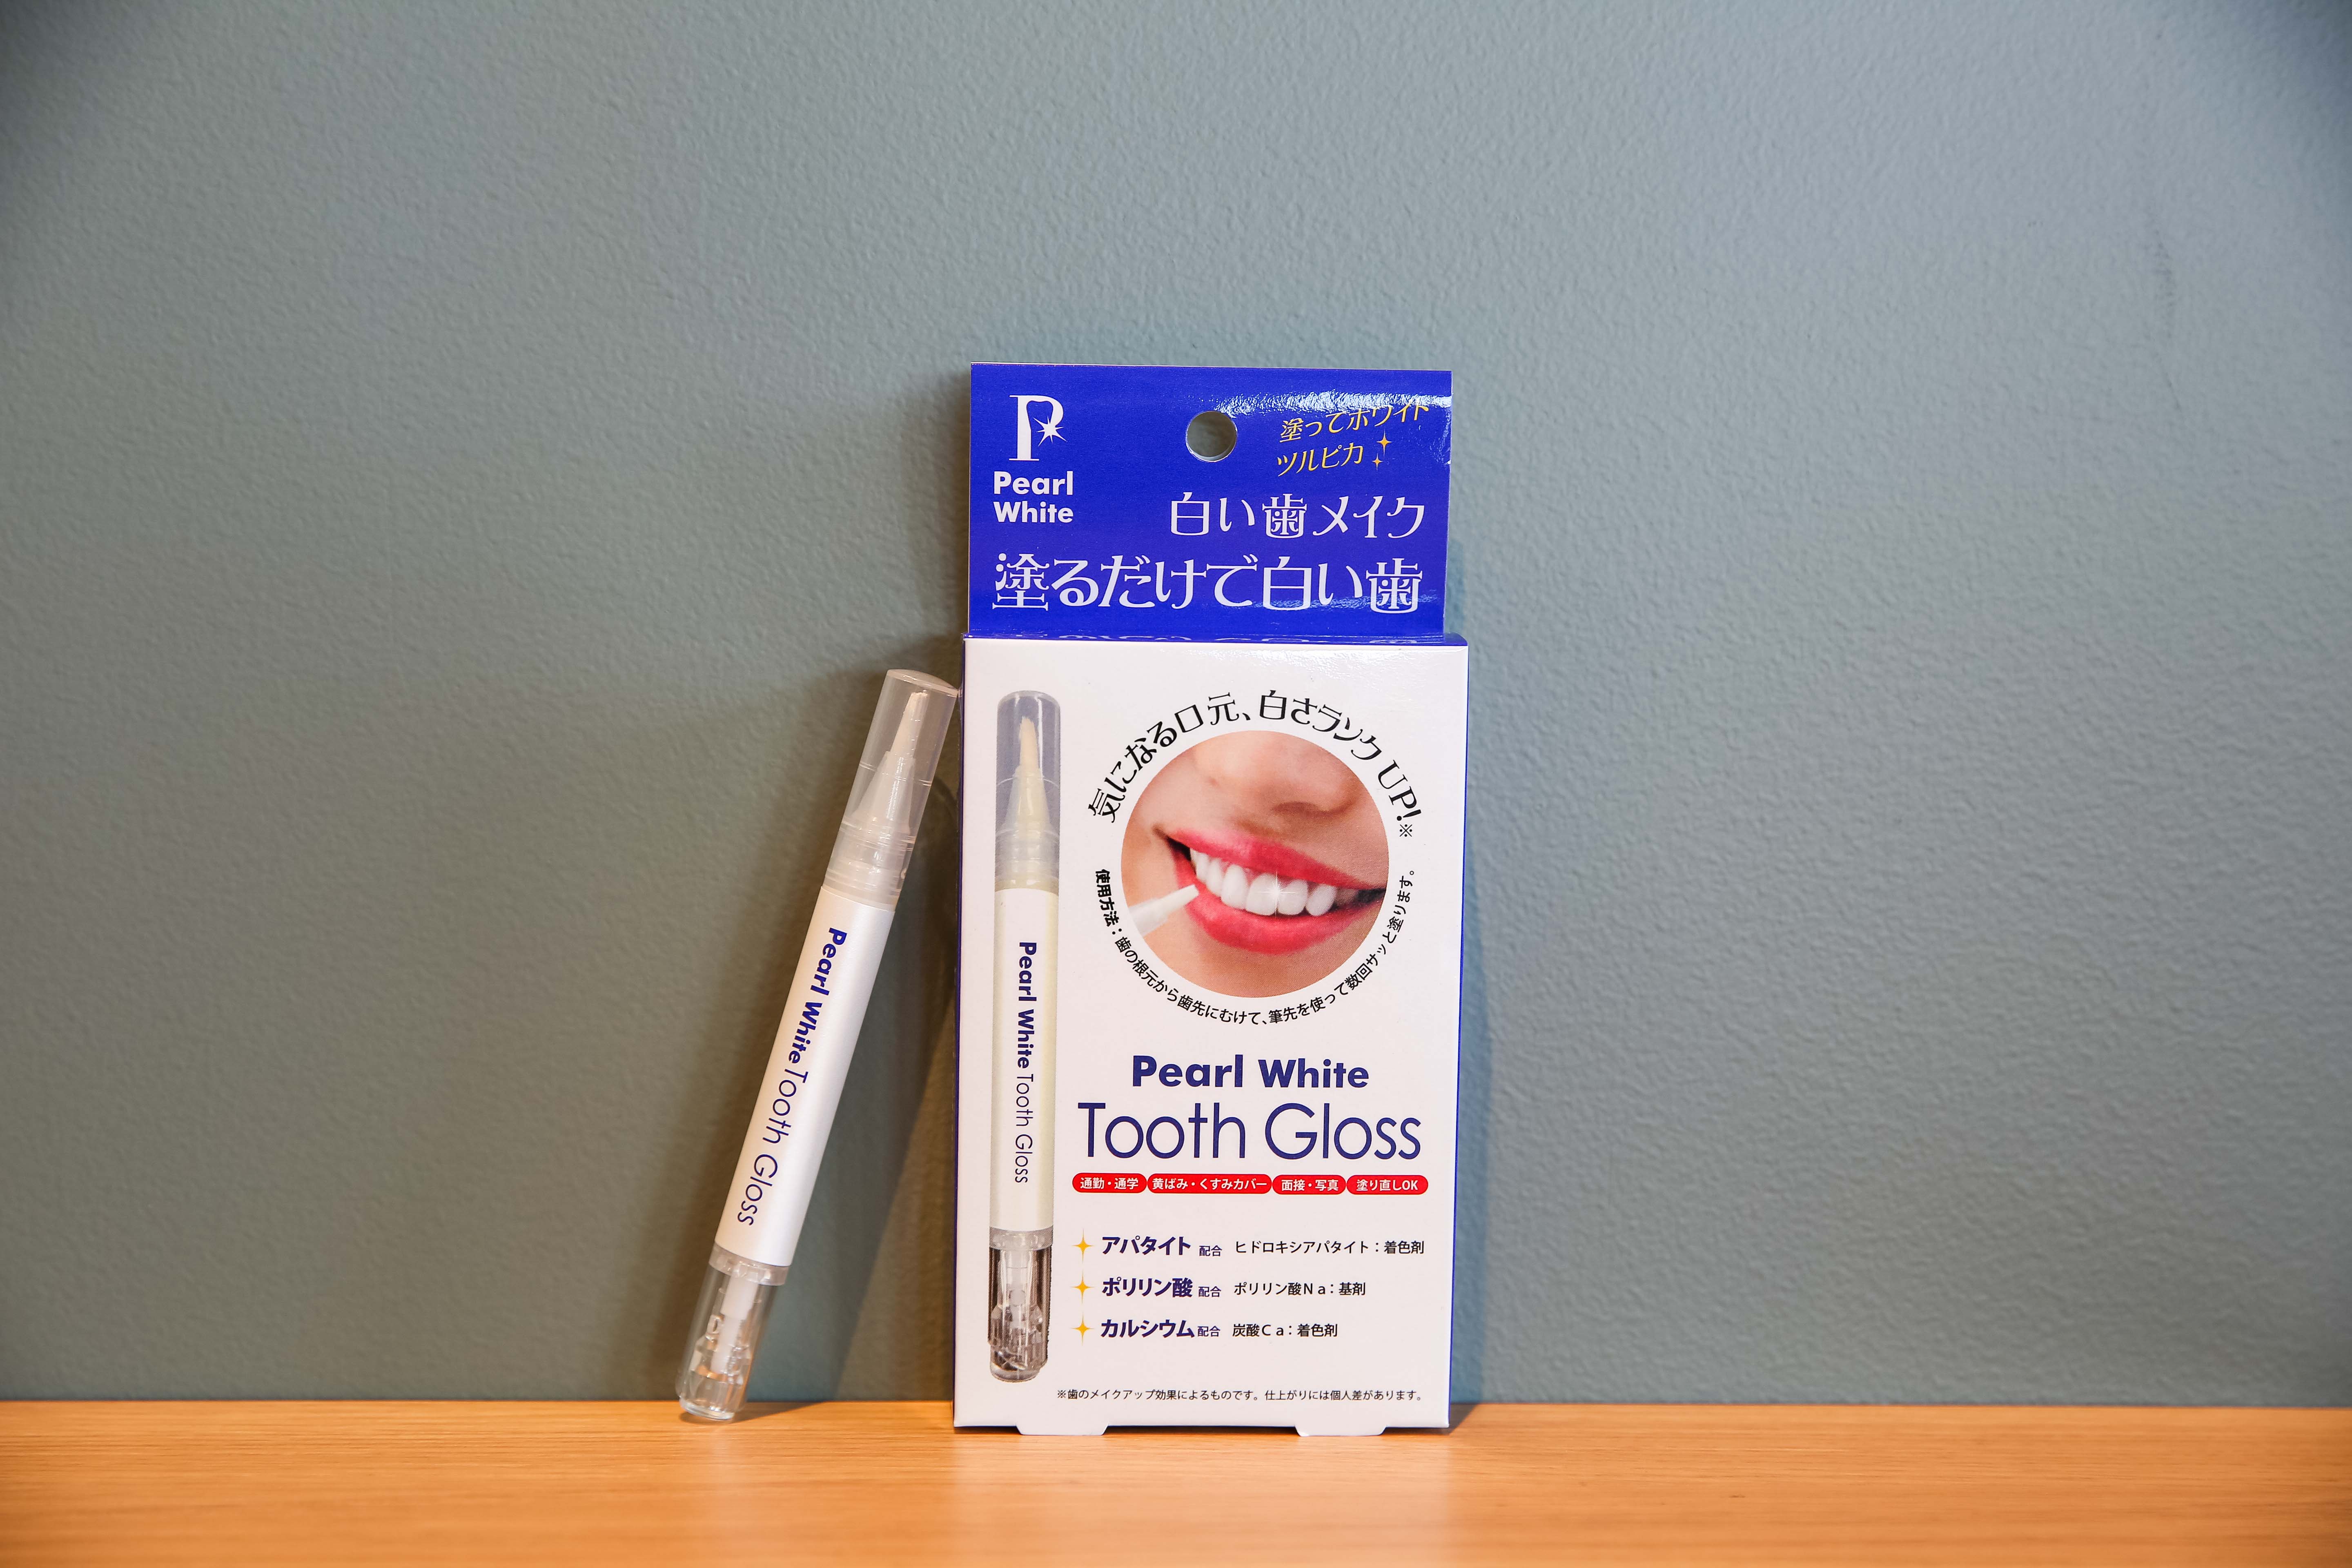 Pearl
White
塗ってホワイト
ツルピカ
白い歯メイク
塗るだけで白い歯
気になる口元、白さランクUP!※
使用方法：歯の根元から歯先にむけて、筆先を使って数回サッと塗ります。
Pearl White Tooth Gloss
Pearl White Tooth Gloss
Pearl White
Tooth Gloss
通勤・通学 黄ばみ・くすみカバー 面接・写真 塗り直しOK
アパタイト 配合 ヒドロキシアパタイト：着色剤
ポリリン酸 配合 ポリリン酸Na：基剤
カルシウム 配合 炭酸Ca：着色剤
※歯のメイクアップ効果によるものです。仕上がりには個人差があります。